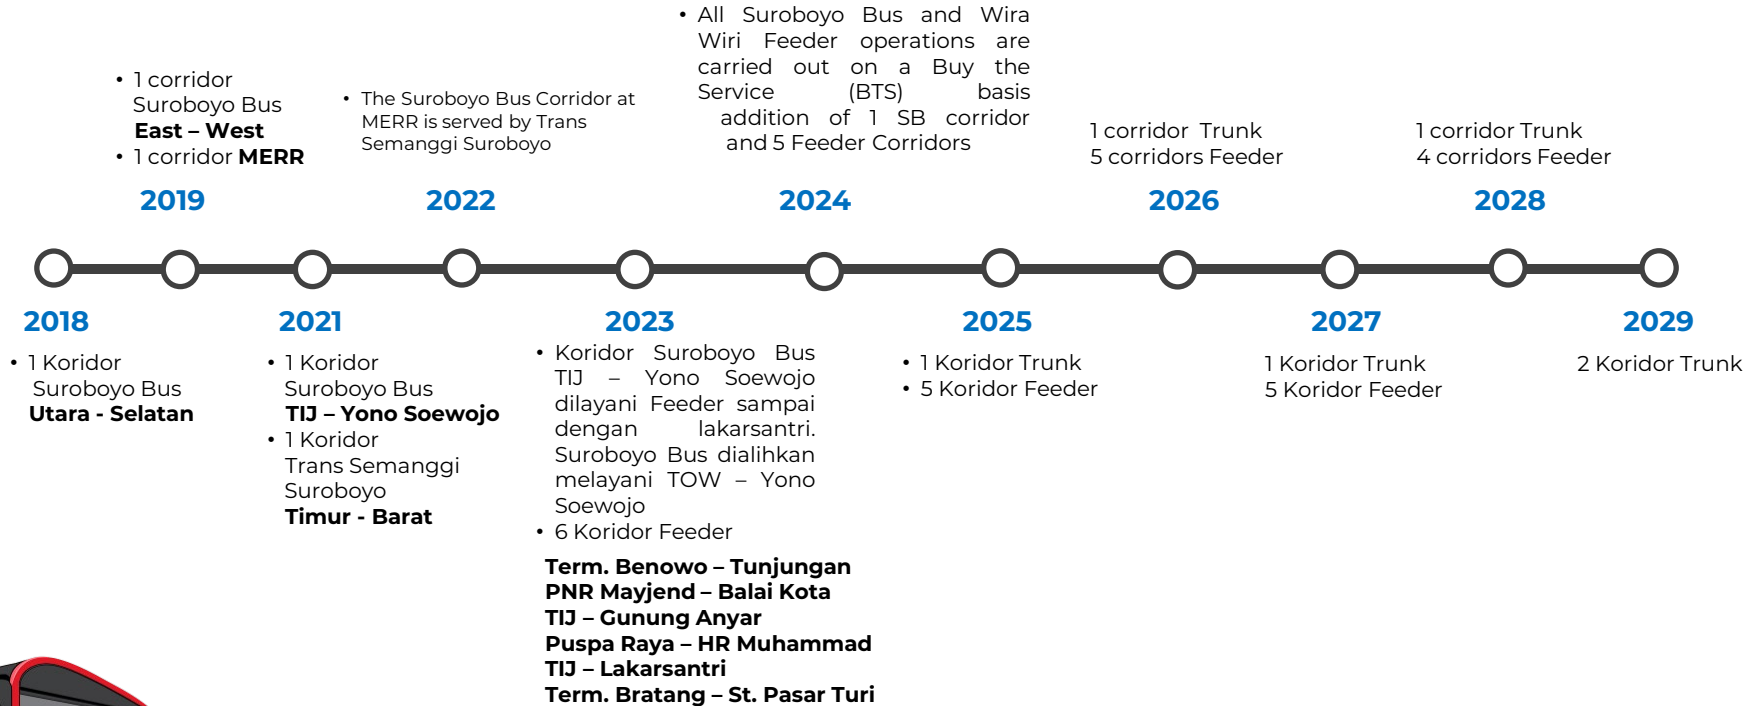 • 1 corridor
Suroboyo Bus
East – West
• 1 corridor MERR
2019
• The Suroboyo Bus Corridor at
MERR is served by Trans
Semanggi Suroboyo
2022
• All Suroboyo Bus and Wira
Wiri Feeder operations are
carried out on a Buy the
Service (BTS) basis
addition of 1 SB corridor
and 5 Feeder Corridors
2024
1 corridor Trunk
5 corridors Feeder
2026
1 corridor Trunk
4 corridors Feeder
2028
2018
• 1 Koridor
Suroboyo Bus
Utara - Selatan
2021
• 1 Koridor
Suroboyo Bus
TIJ – Yono Soewojo
• 1 Koridor
Trans Semanggi
Suroboyo
Timur - Barat
2023
• Koridor Suroboyo Bus
TIJ – Yono Soewojo
dilayani Feeder sampai
dengan lakarsantri.
Suroboyo Bus dialihkan
melayani TOW – Yono
Soewojo
• 6 Koridor Feeder
Term. Benowo – Tunjungan
PNR Mayjend – Balai Kota
TIJ – Gunung Anyar
Puspa Raya – HR Muhammad
TIJ – Lakarsantri
Term. Bratang – St. Pasar Turi
2025
• 1 Koridor Trunk
• 5 Koridor Feeder
2027
1 Koridor Trunk
5 Koridor Feeder
2029
2 Koridor Trunk